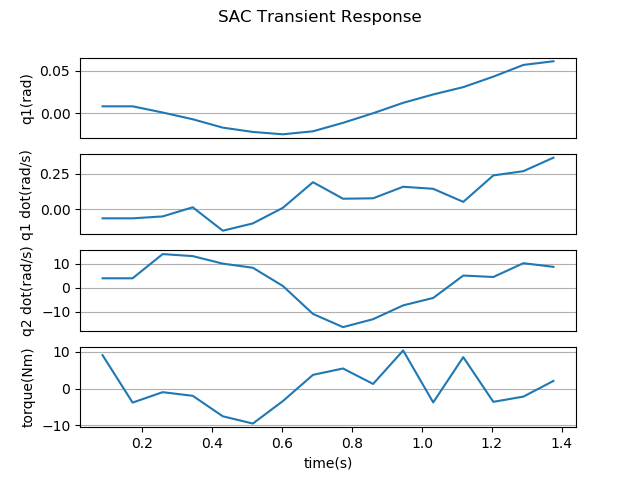 SAC Transient Response
q1(rad)
0.05
0.00
q1 dot(rad/s)
0.25
0.00
q2 dot(rad/s)
10
0
−10
torque(Nm)
10
0
−10
0.2 0.4 0.6 0.8 1.0 1.2 1.4
time(s)